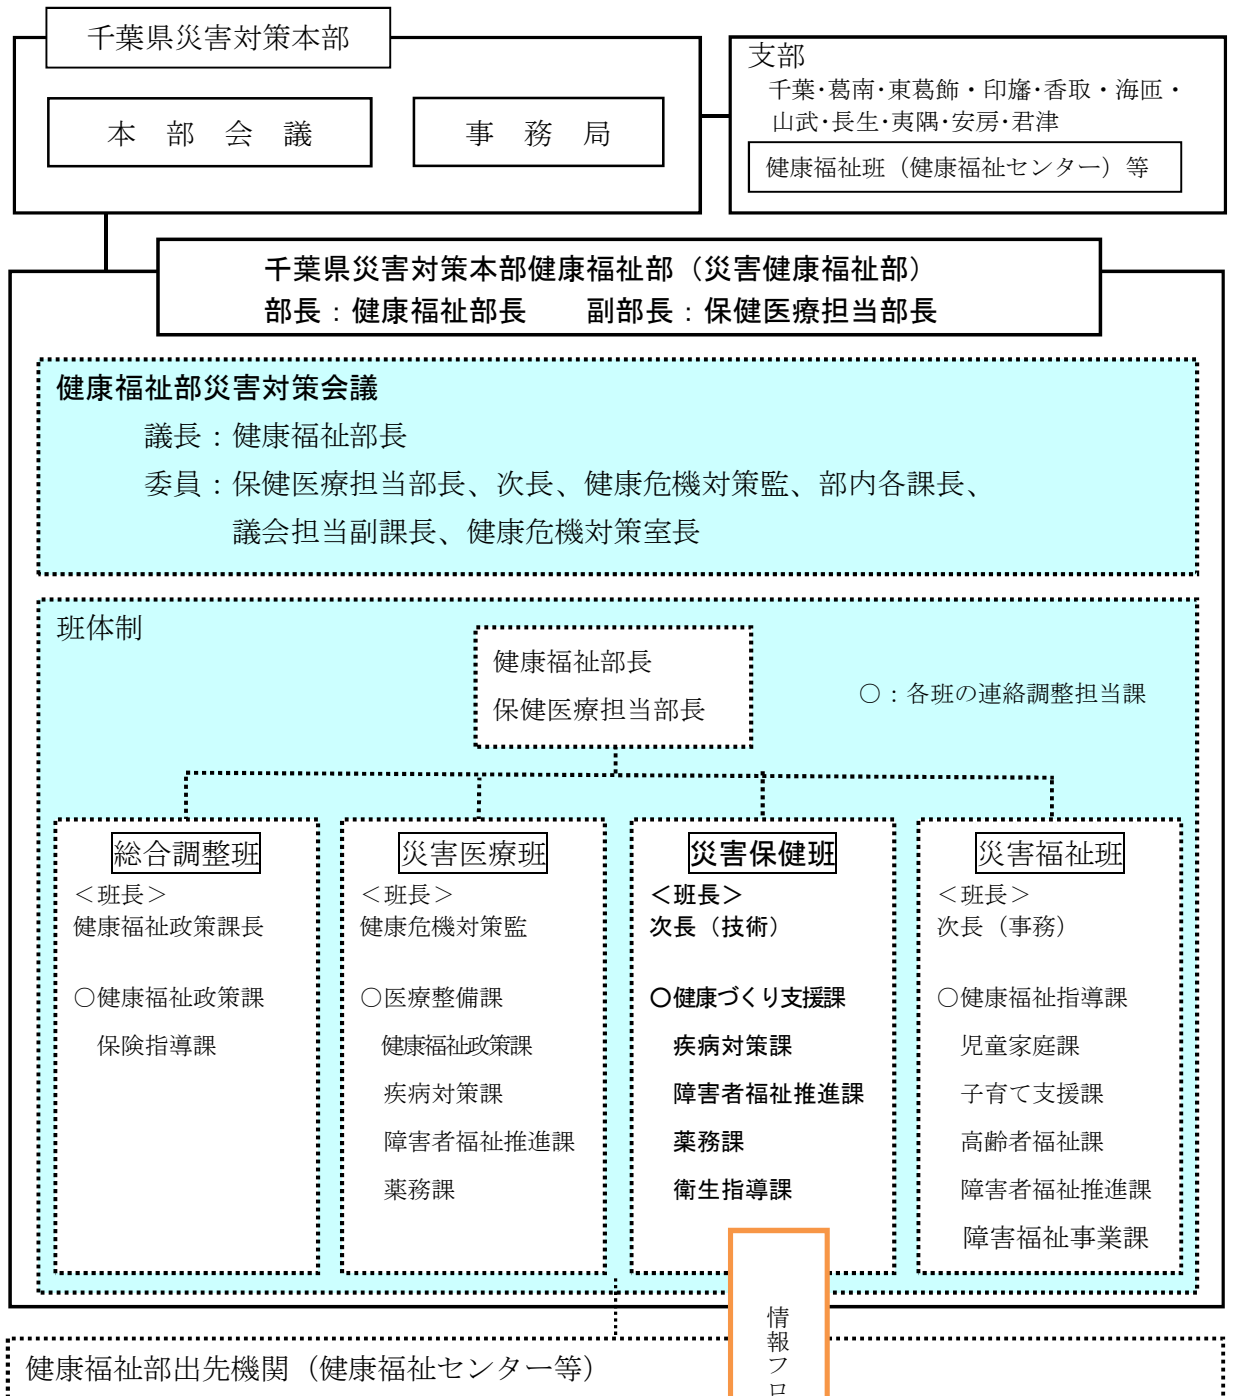 千葉県災害対策本部
本部会議
事務局
支部
千葉・葛南・東葛飾・印旛・香取・海匝・
山武・長生・夷隅・安房・君津
健康福祉班（健康福祉センター）等
千葉県災害対策本部健康福祉部（災害健康福祉部）
部長：健康福祉部長　　副部長：保健医療担当部長
健康福祉部災害対策会議
議長：健康福祉部長
委員：保健医療担当部長、次長、健康危機対策監、部内各課長、
議会担当副課長、健康危機対策室長
班体制
健康福祉部長
保健医療担当部長
○：各班の連絡調整担当課
総合調整班
＜班長＞
健康福祉政策課長
○健康福祉政策課
保険指導課
災害医療班
＜班長＞
健康危機対策監
○医療整備課
健康福祉政策課
疾病対策課
障害者福祉推進課
薬務課
災害保健班
＜班長＞
次長（技術）
○健康づくり支援課
疾病対策課
障害者福祉推進課
薬務課
衛生指導課
災害福祉班
＜班長＞
次長（事務）
○健康福祉指導課
児童家庭課
子育て支援課
高齢者福祉課
障害者福祉推進課
障害福祉事業課
情報フロ
健康福祉部出先機関（健康福祉センター等）